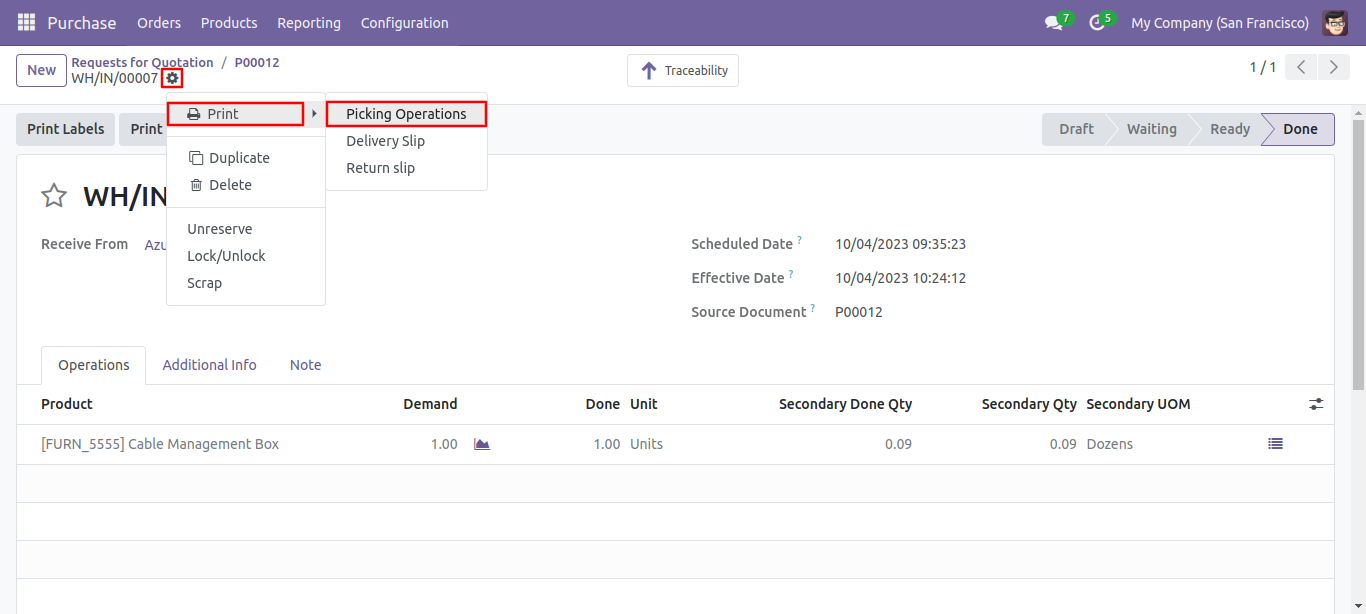 Purchase Orders Products Reporting Configuration 7 5 My Company (San Francisco)
New Requests for Quotation / P00012
WH/IN/00007 Traceability 1 / 1
Print Labels Print Draft Waiting Ready Done
Print Picking Operations
Delivery Slip
Return slip
Duplicate
Delete
Unreserve
Lock/Unlock
Scrap
WH/IN
Receive From Azu
Scheduled Date ? 10/04/2023 09:35:23
Effective Date ? 10/04/2023 10:24:12
Source Document ? P00012
Operations Additional Info Note
Product Demand Done Unit Secondary Done Qty Secondary Qty Secondary UOM
[FURN_5555] Cable Management Box 1.00 1.00 Units 0.09 0.09 Dozens